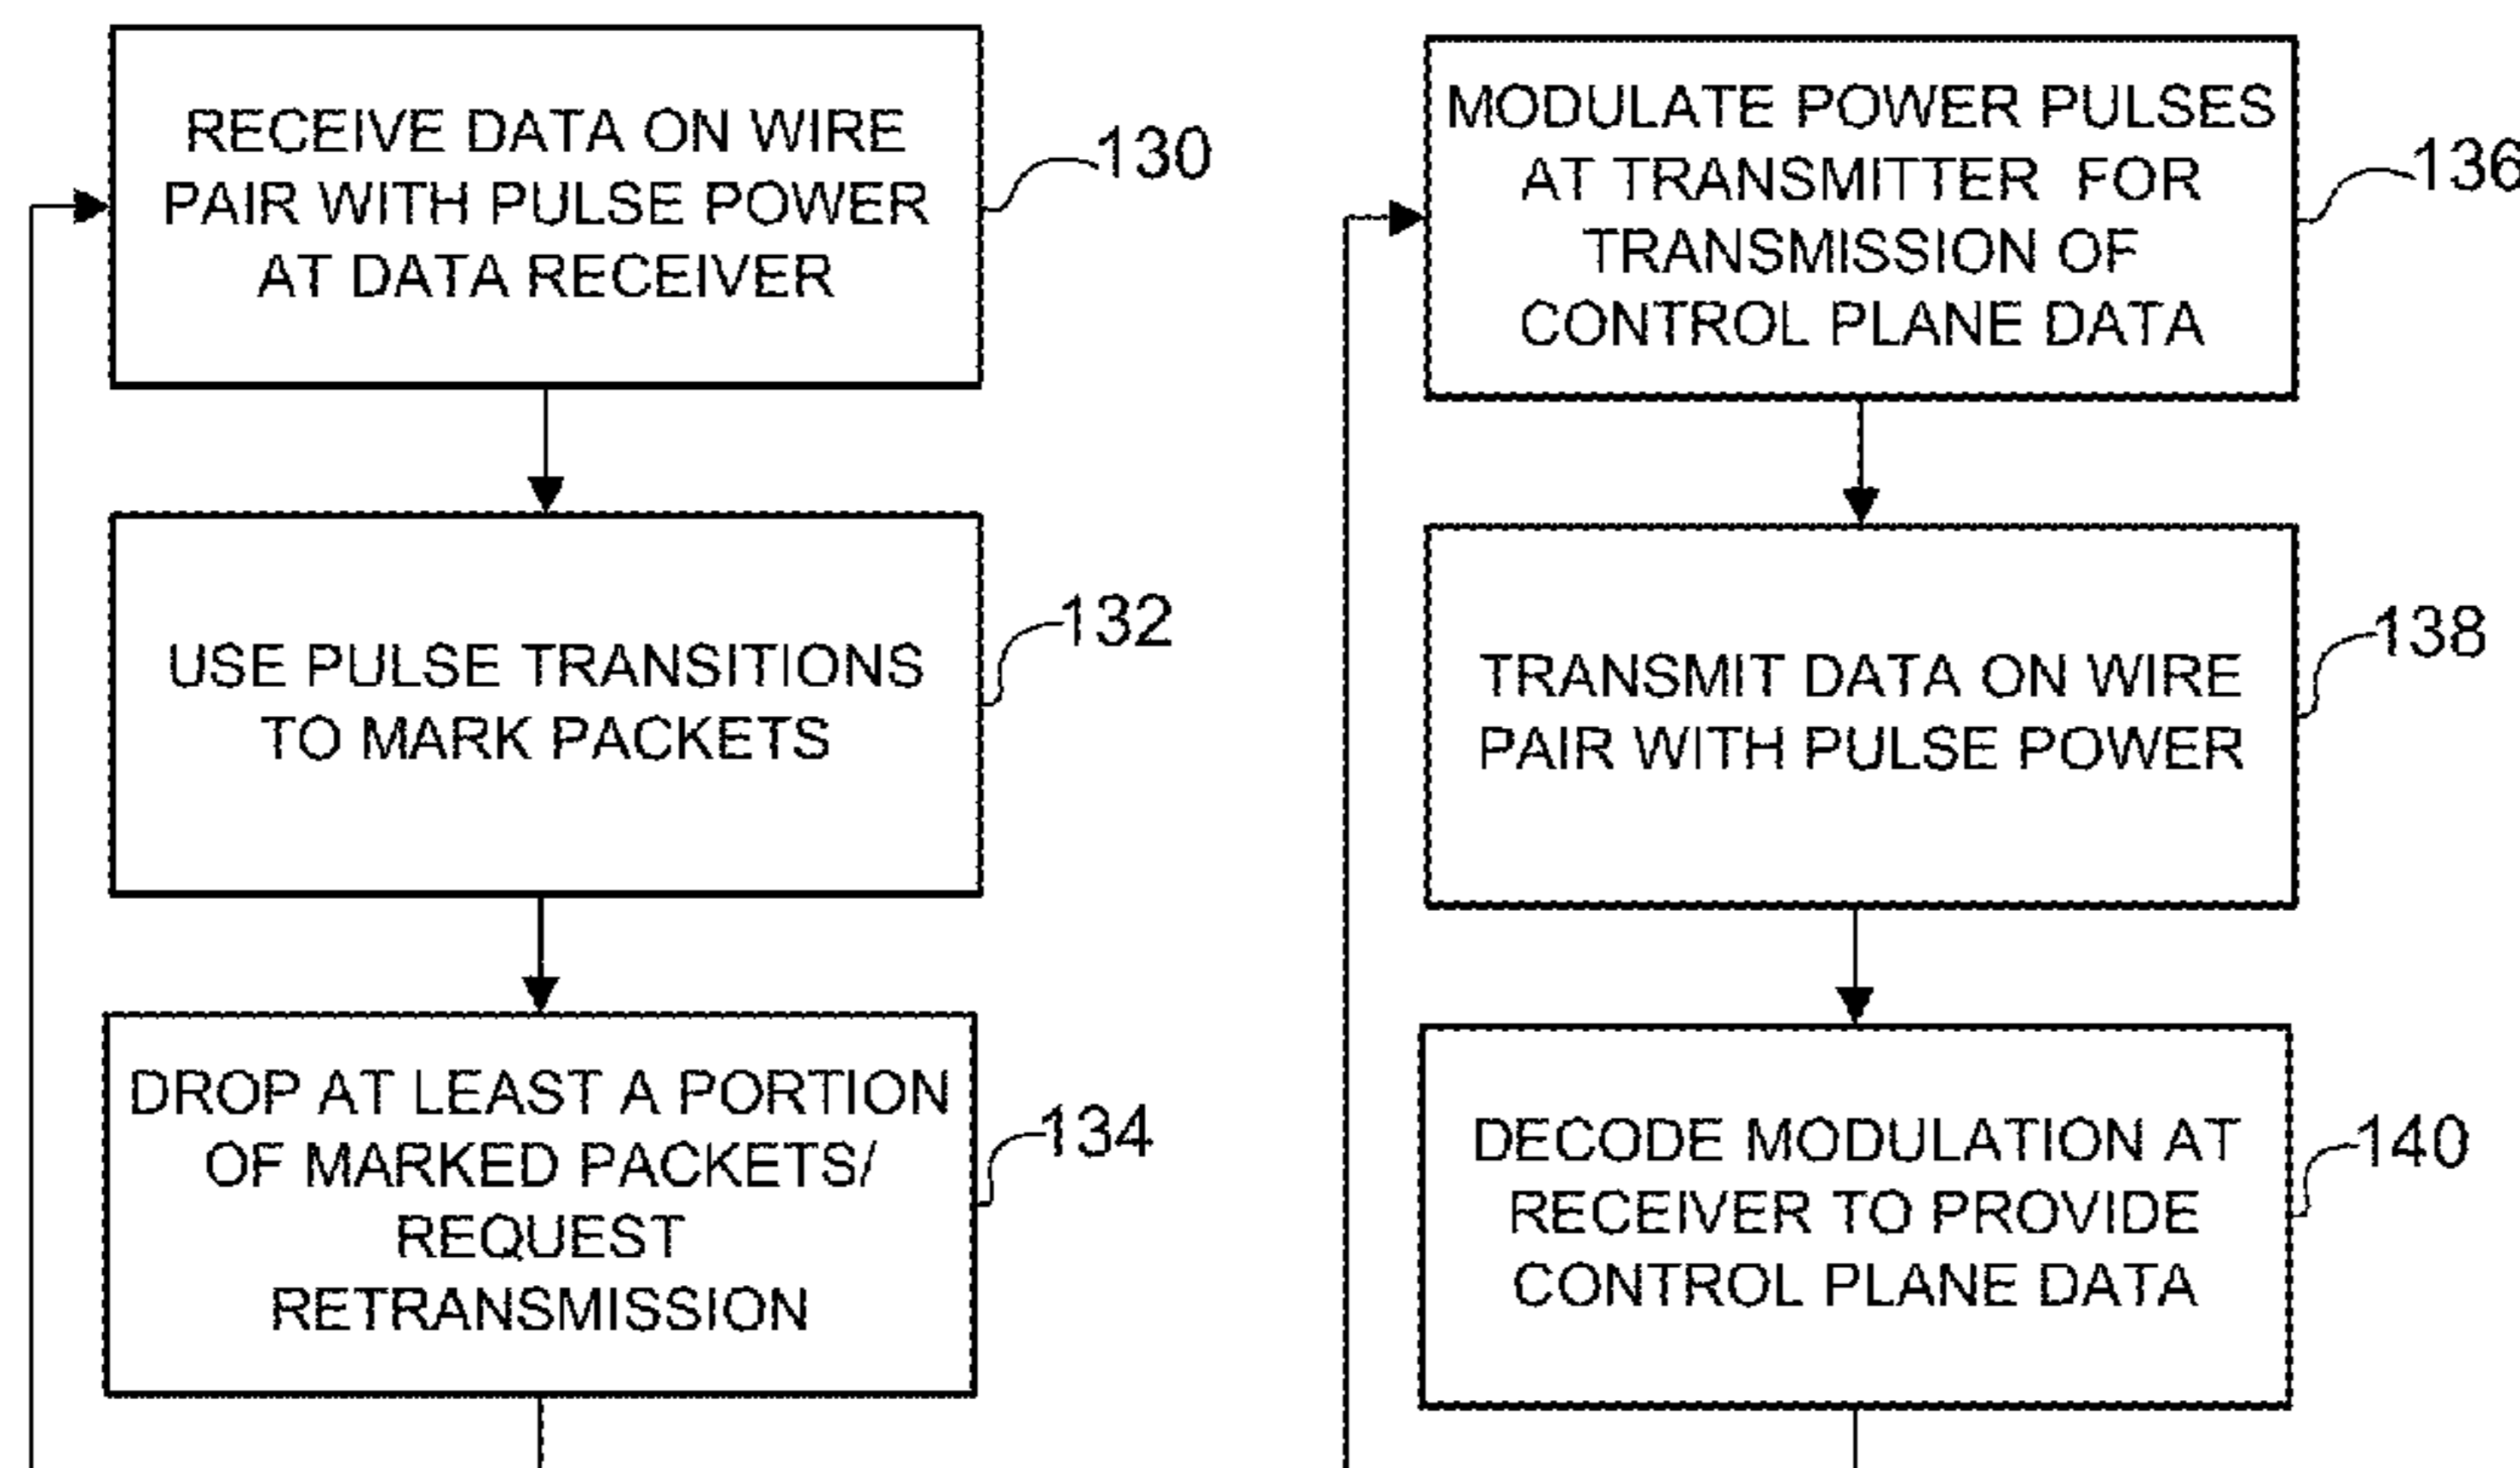 RECEIVE DATA ON WIRE
PAIR WITH PULSE POWER
AT DATA RECEIVER
130
USE PULSE TRANSITIONS
TO MARK PACKETS
132
DROP AT LEAST A PORTION
OF MARKED PACKETS/
REQUEST
RETRANSMISSION
134
MODULATE POWER PULSES
AT TRANSMITTER FOR
TRANSMISSION OF
CONTROL PLANE DATA
136
TRANSMIT DATA ON WIRE
PAIR WITH PULSE POWER
138
DECODE MODULATION AT
RECEIVER TO PROVIDE
CONTROL PLANE DATA
140